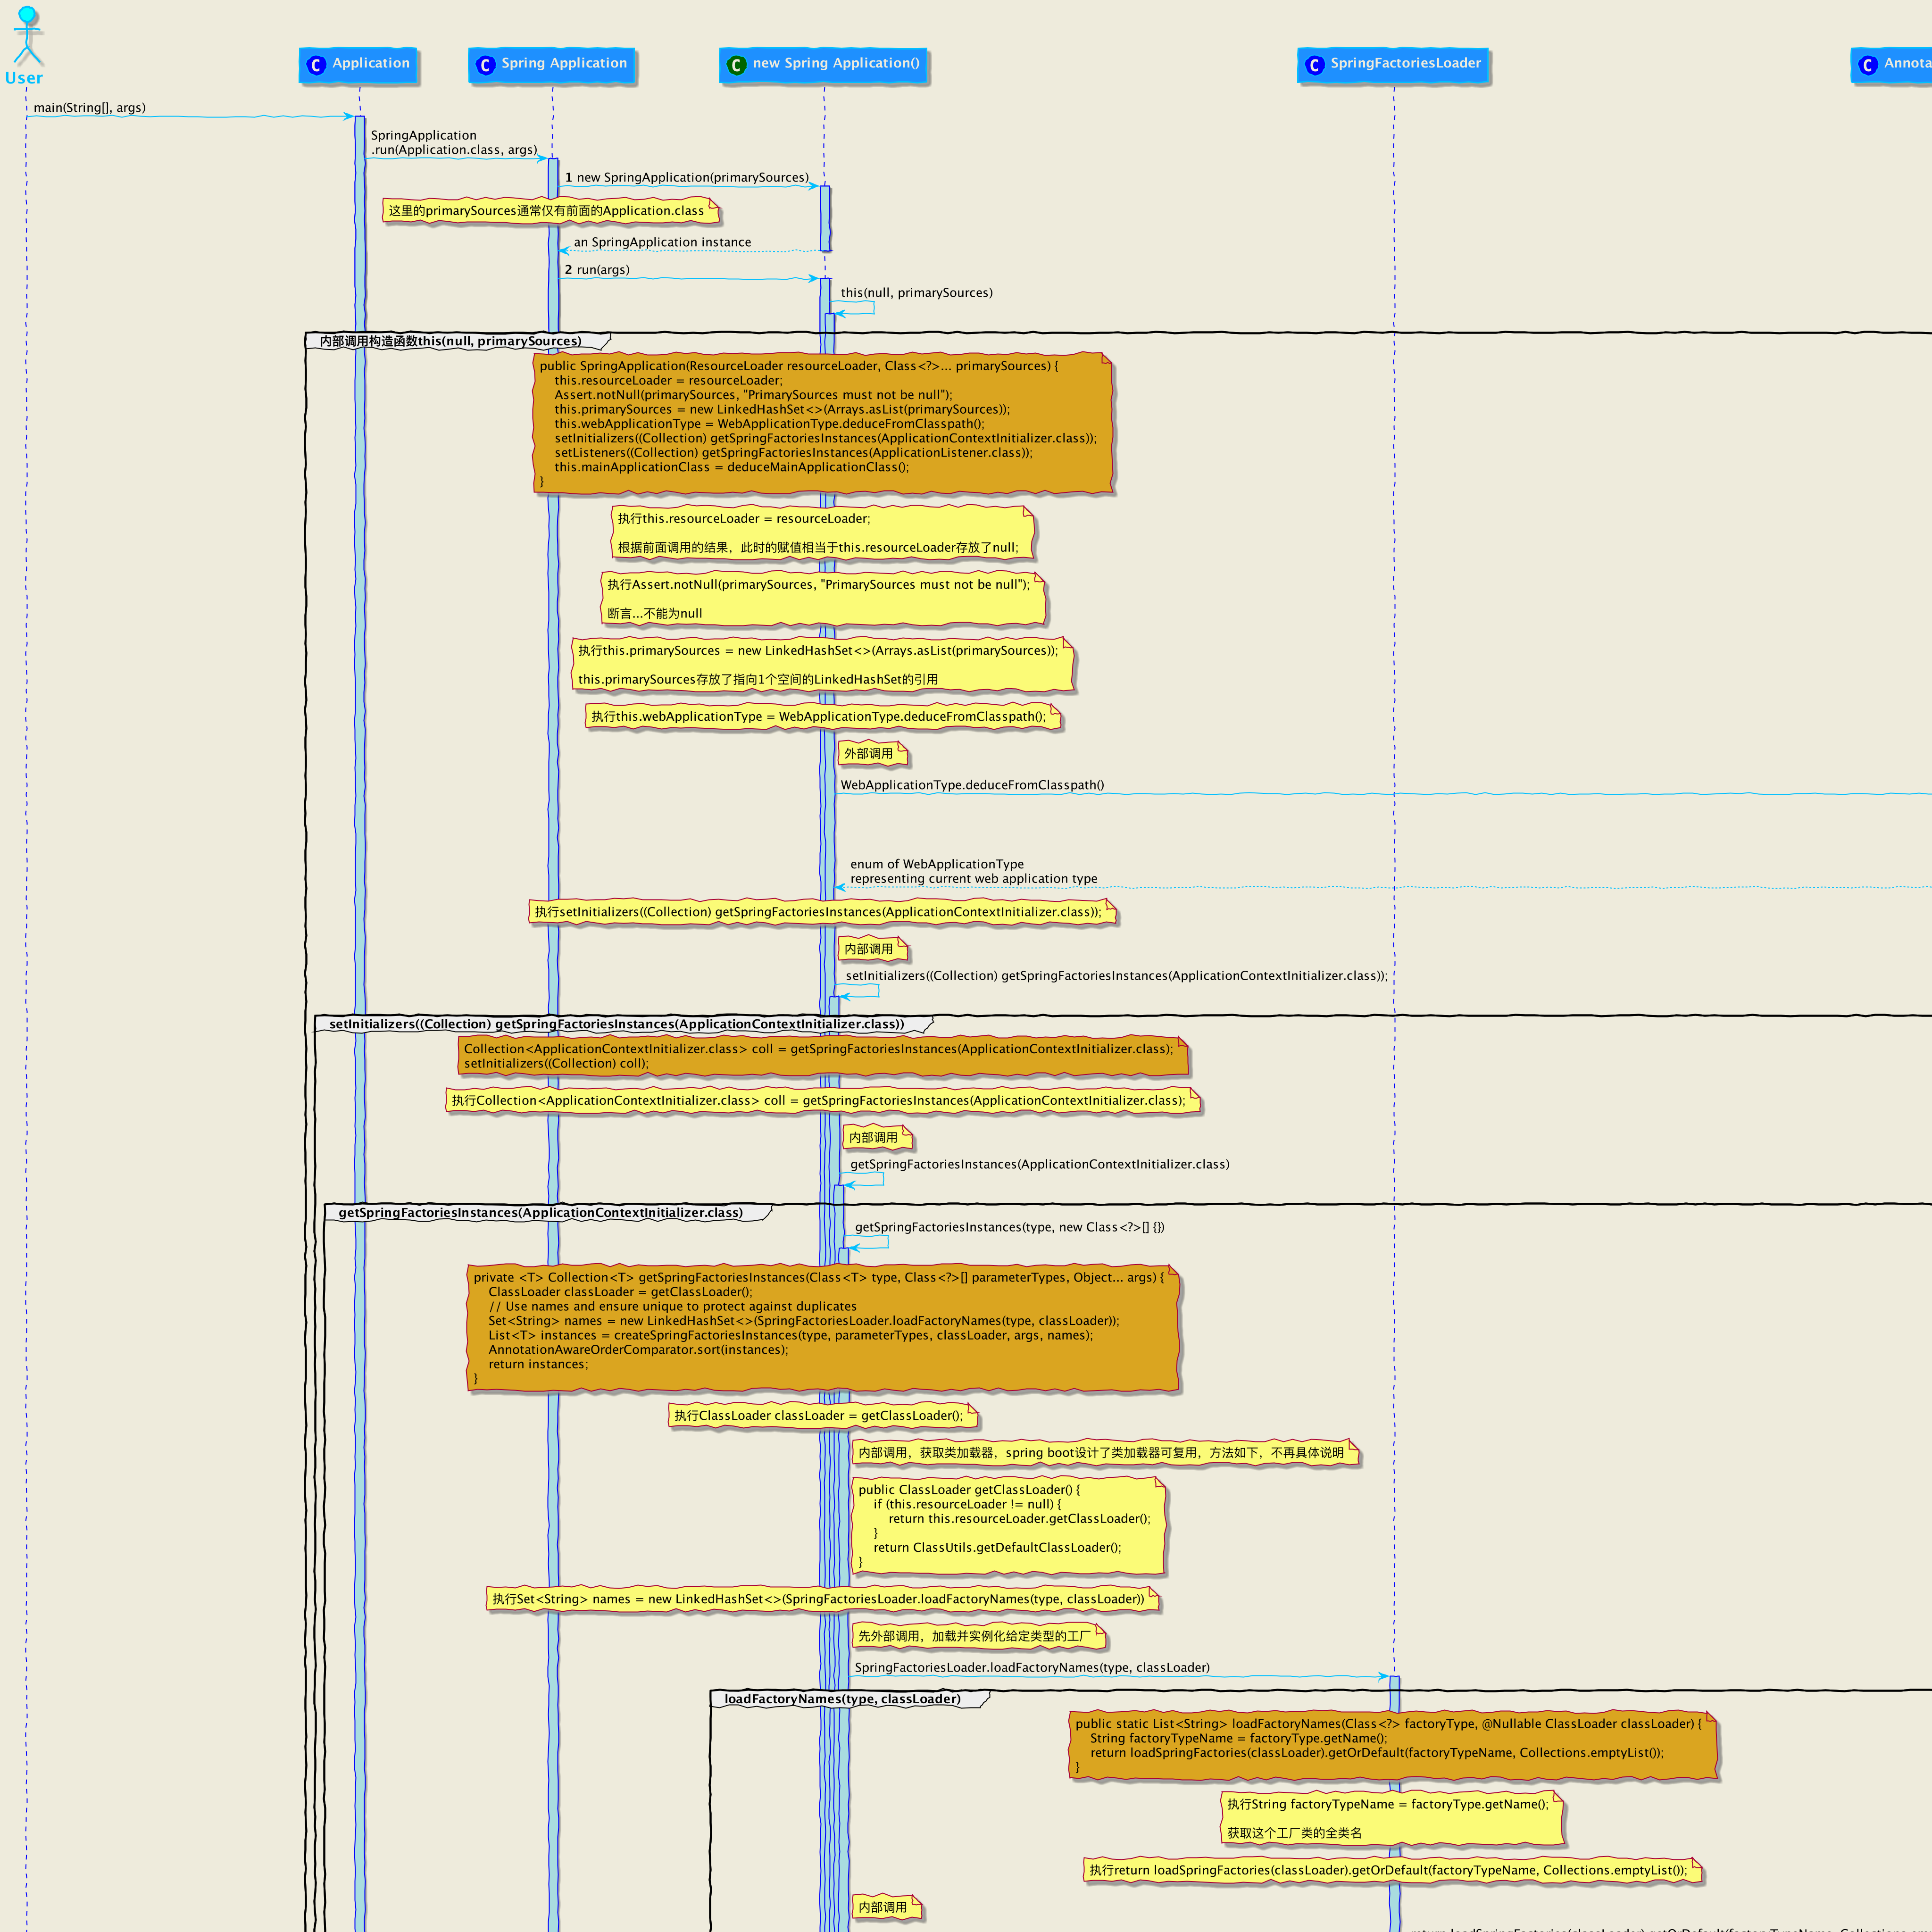 User
C Application
C Spring Application
C new Spring Application()
C SpringFactoriesLoader
C
main(String[], args)
SpringApplication
.run(Application.class, args)
1 new SpringApplication(primarySources)
这里的primarySources通常仅有前面的Application.class
an SpringApplication instance
2 run(args)
this(null, primarySources)
内部调用构造函数this(null, primarySources)
public SpringApplication(ResourceLoader resourceLoader, Class<?>... primarySources) {
this.resourceLoader = resourceLoader;
Assert.notNull(primarySources, "PrimarySources must not be null");
this.primarySources = new LinkedHashSet<>(Arrays.asList(primarySources));
this.webApplicationType = WebApplicationType.deduceFromClasspath();
setInitializers((Collection) getSpringFactoriesInstances(ApplicationContextInitializer.class));
setListeners((Collection) getSpringFactoriesInstances(ApplicationListener.class));
this.mainApplicationClass = deduceMainApplicationClass();
}
执行this.resourceLoader = resourceLoader;
根据前面调用的结果，此时的赋值相当于this.resourceLoader存放了null;
执行Assert.notNull(primarySources, "PrimarySources must not be null");
断言...不能为null
执行this.primarySources = new LinkedHashSet<>(Arrays.asList(primarySources));
this.primarySources存放了指向1个空间的LinkedHashSet的引用
执行this.webApplicationType = WebApplicationType.deduceFromClasspath();
外部调用
WebApplicationType.deduceFromClasspath()
enum of WebApplicationType
representing current web application type
执行setInitializers((Collection) getSpringFactoriesInstances(ApplicationContextInitializer.class));
内部调用
setInitializers((Collection) getSpringFactoriesInstances(ApplicationContextInitializer.class));
setInitializers((Collection) getSpringFactoriesInstances(ApplicationContextInitializer.class))
Collection<ApplicationContextInitializer.class> coll = getSpringFactoriesInstances(ApplicationContextInitializer.class);
setInitializers((Collection) coll);
执行Collection<ApplicationContextInitializer.class> coll = getSpringFactoriesInstances(ApplicationContextInitializer.class);
内部调用
getSpringFactoriesInstances(ApplicationContextInitializer.class)
getSpringFactoriesInstances(ApplicationContextInitializer.class)
getSpringFactoriesInstances(type, new Class<?>[] {})
private <T> Collection<T> getSpringFactoriesInstances(Class<T> type, Class<?>[] parameterTypes, Object... args) {
ClassLoader classLoader = getClassLoader();
// Use names and ensure unique to protect against duplicates
Set<String> names = new LinkedHashSet<>(SpringFactoriesLoader.loadFactoryNames(type, classLoader));
List<T> instances = createSpringFactoriesInstances(type, parameterTypes, classLoader, args, names);
AnnotationAwareOrderComparator.sort(instances);
return instances;
}
执行ClassLoader classLoader = getClassLoader();
内部调用，获取类加载器，spring boot设计了类加载器可复用，方法如下，不再具体说明
public ClassLoader getClassLoader() {
if (this.resourceLoader != null) {
return this.resourceLoader.getClassLoader();
}
return ClassUtils.getDefaultClassLoader();
}
执行Set<String> names = new LinkedHashSet<>(SpringFactoriesLoader.loadFactoryNames(type, classLoader))
先外部调用，加载并实例化给定类型的工厂
SpringFactoriesLoader.loadFactoryNames(type, classLoader)
loadFactoryNames(type, classLoader)
public static List<String> loadFactoryNames(Class<?> factoryType, @Nullable ClassLoader classLoader) {
String factoryTypeName = factoryType.getName();
return loadSpringFactories(classLoader).getOrDefault(factoryTypeName, Collections.emptyList());
}
执行String factoryTypeName = factoryType.getName();
获取这个工厂类的全类名
执行return loadSpringFactories(classLoader).getOrDefault(factoryTypeName, Collections.emptyList());
内部调用